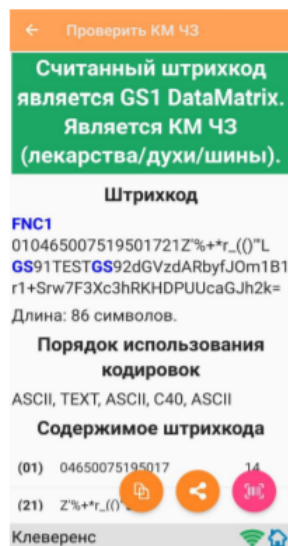 Проверить КМ ЧЗ
Считанный штрихкод
является GS1 DataMatrix.
Является КМ ЧЗ
(лекарства/духи/шины).
Штрихкод
FNC1
010465007519501721Z'%+*r_(()'"L
GS91TESTGS92dGVzdARbyfJOm1B1
r1+Srw7F3Xc3hRKHDPUUcaGJh2k=
Длина: 86 символов.
Порядок использования
кодировок
ASCII, TEXT, ASCII, C40, ASCII
Содержимое штрихкода
(01) 04650075195017 14
(21) Z'%+*r_(()
Клеверенс